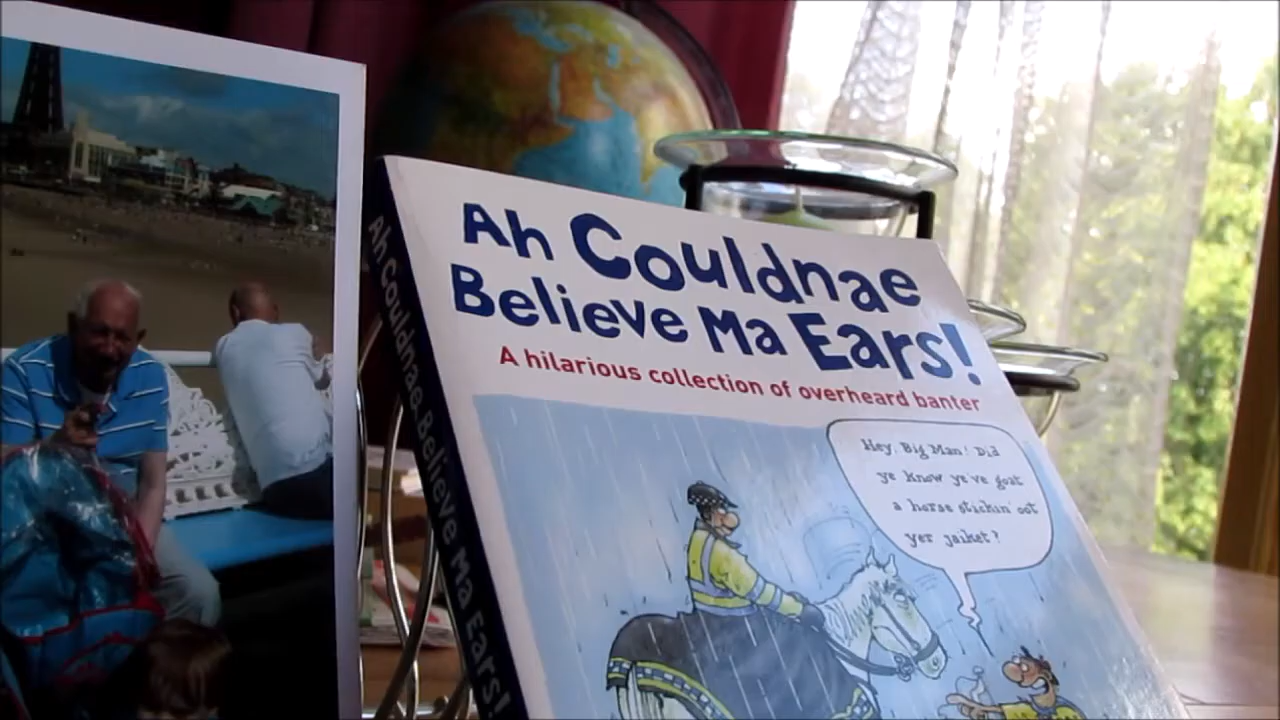 Ah Couldnae
Believe Ma Ears!
A hilarious collection of overheard banter
Hey, Big Man! Did
ye know ye've goat
a horse stickin' oot
yer jaiket?
Ah Couldnae Believe Ma Ears!